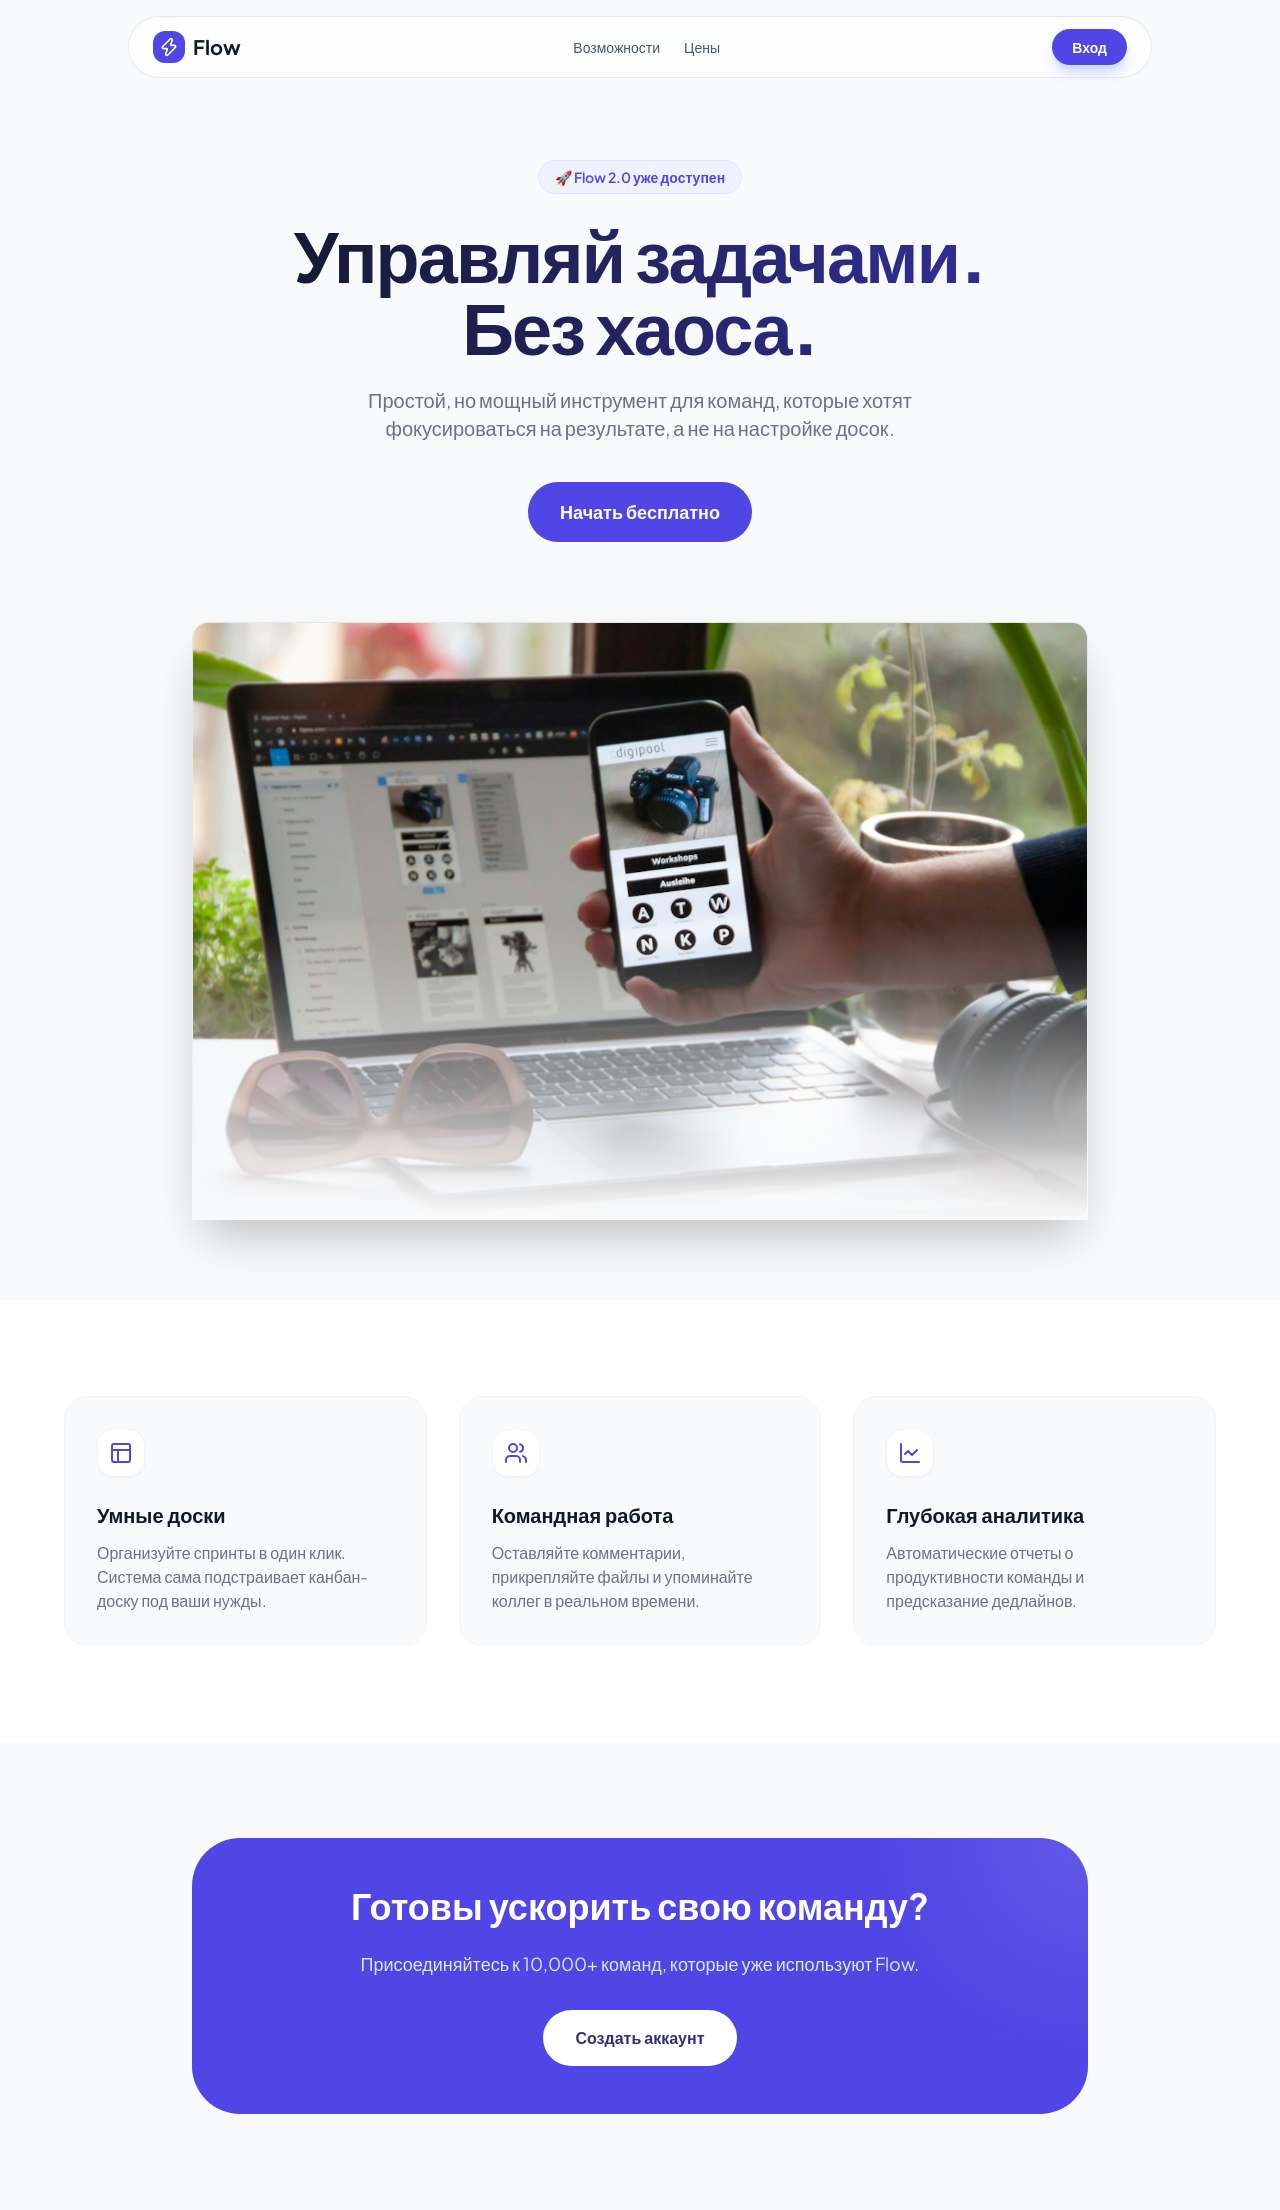 Flow
Возможности
Цены
Вход
🚀 Flow 2.0 уже доступен
Управляй задачами.
Без хаоса.
Простой, но мощный инструмент для команд, которые хотят
фокусироваться на результате, а не на настройке досок.
Начать бесплатно
digipool
SONY
Workshops
Ausleihe
A T W
N K P
Умные доски
Организуйте спринты в один клик.
Система сама подстраивает канбан-
доску под ваши нужды.
Командная работа
Оставляйте комментарии,
прикрепляйте файлы и упоминайте
коллег в реальном времени.
Глубокая аналитика
Автоматические отчеты о
продуктивности команды и
предсказание дедлайнов.
Готовы ускорить свою команду?
Присоединяйтесь к 10,000+ команд, которые уже используют Flow.
Создать аккаунт